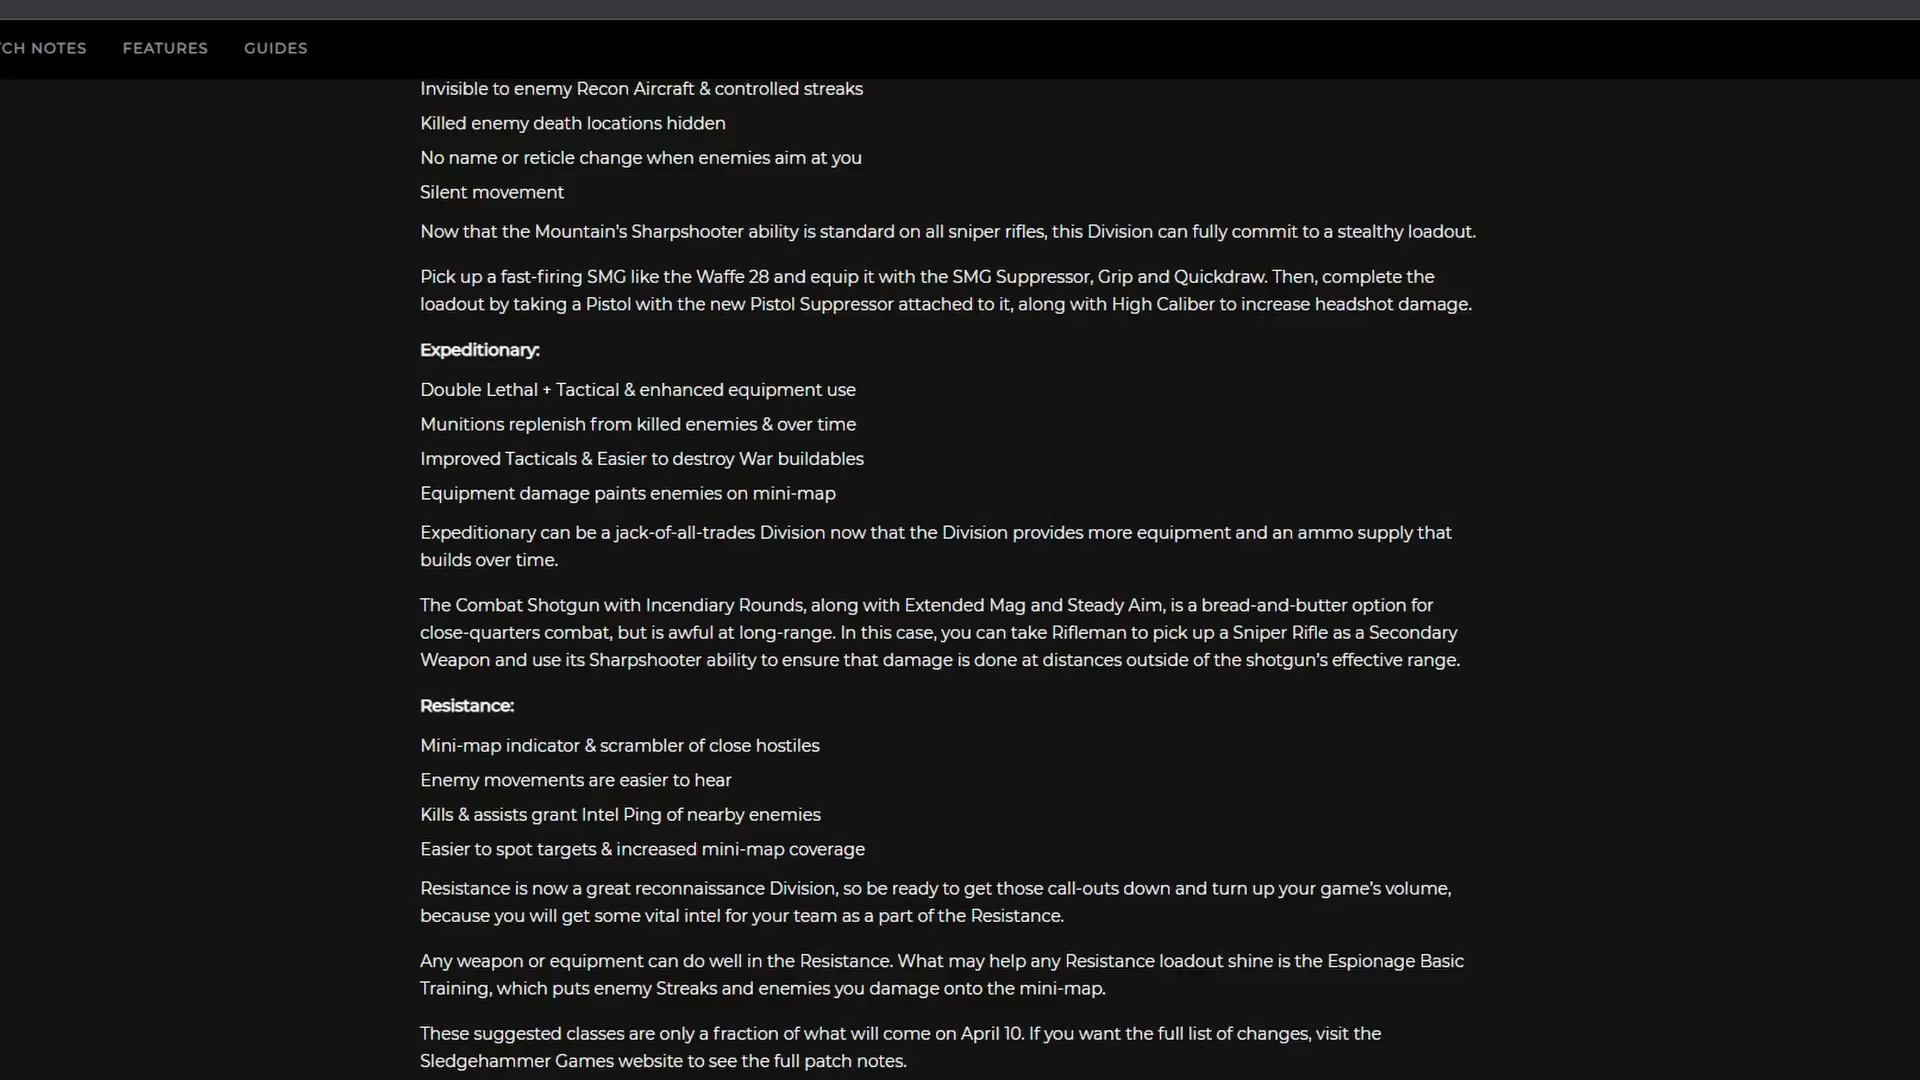 TCH NOTES FEATURES GUIDES
Invisible to enemy Recon Aircraft & controlled streaks
Killed enemy death locations hidden
No name or reticle change when enemies aim at you
Silent movement
Now that the Mountain's Sharpshooter ability is standard on all sniper rifles, this Division can fully commit to a stealthy loadout.
Pick up a fast-firing SMG like the Waffe 28 and equip it with the SMG Suppressor, Grip and Quickdraw. Then, complete the
loadout by taking a Pistol with the new Pistol Suppressor attached to it, along with High Caliber to increase headshot damage.
Expeditionary:
Double Lethal + Tactical & enhanced equipment use
Munitions replenish from killed enemies & over time
Improved Tacticals & Easier to destroy War buildables
Equipment damage paints enemies on mini-map
Expeditionary can be a jack-of-all-trades Division now that the Division provides more equipment and an ammo supply that
builds over time.
The Combat Shotgun with Incendiary Rounds, along with Extended Mag and Steady Aim, is a bread-and-butter option for
close-quarters combat, but is awful at long-range. In this case, you can take Rifleman to pick up a Sniper Rifle as a Secondary
Weapon and use its Sharpshooter ability to ensure that damage is done at distances outside of the shotgun's effective range.
Resistance:
Mini-map indicator & scrambler of close hostiles
Enemy movements are easier to hear
Kills & assists grant Intel Ping of nearby enemies
Easier to spot targets & increased mini-map coverage
Resistance is now a great reconnaissance Division, so be ready to get those call-outs down and turn up your game's volume,
because you will get some vital intel for your team as a part of the Resistance.
Any weapon or equipment can do well in the Resistance. What may help any Resistance loadout shine is the Espionage Basic
Training, which puts enemy Streaks and enemies you damage onto the mini-map.
These suggested classes are only a fraction of what will come on April 10. If you want the full list of changes, visit the
Sledgehammer Games website to see the full patch notes.